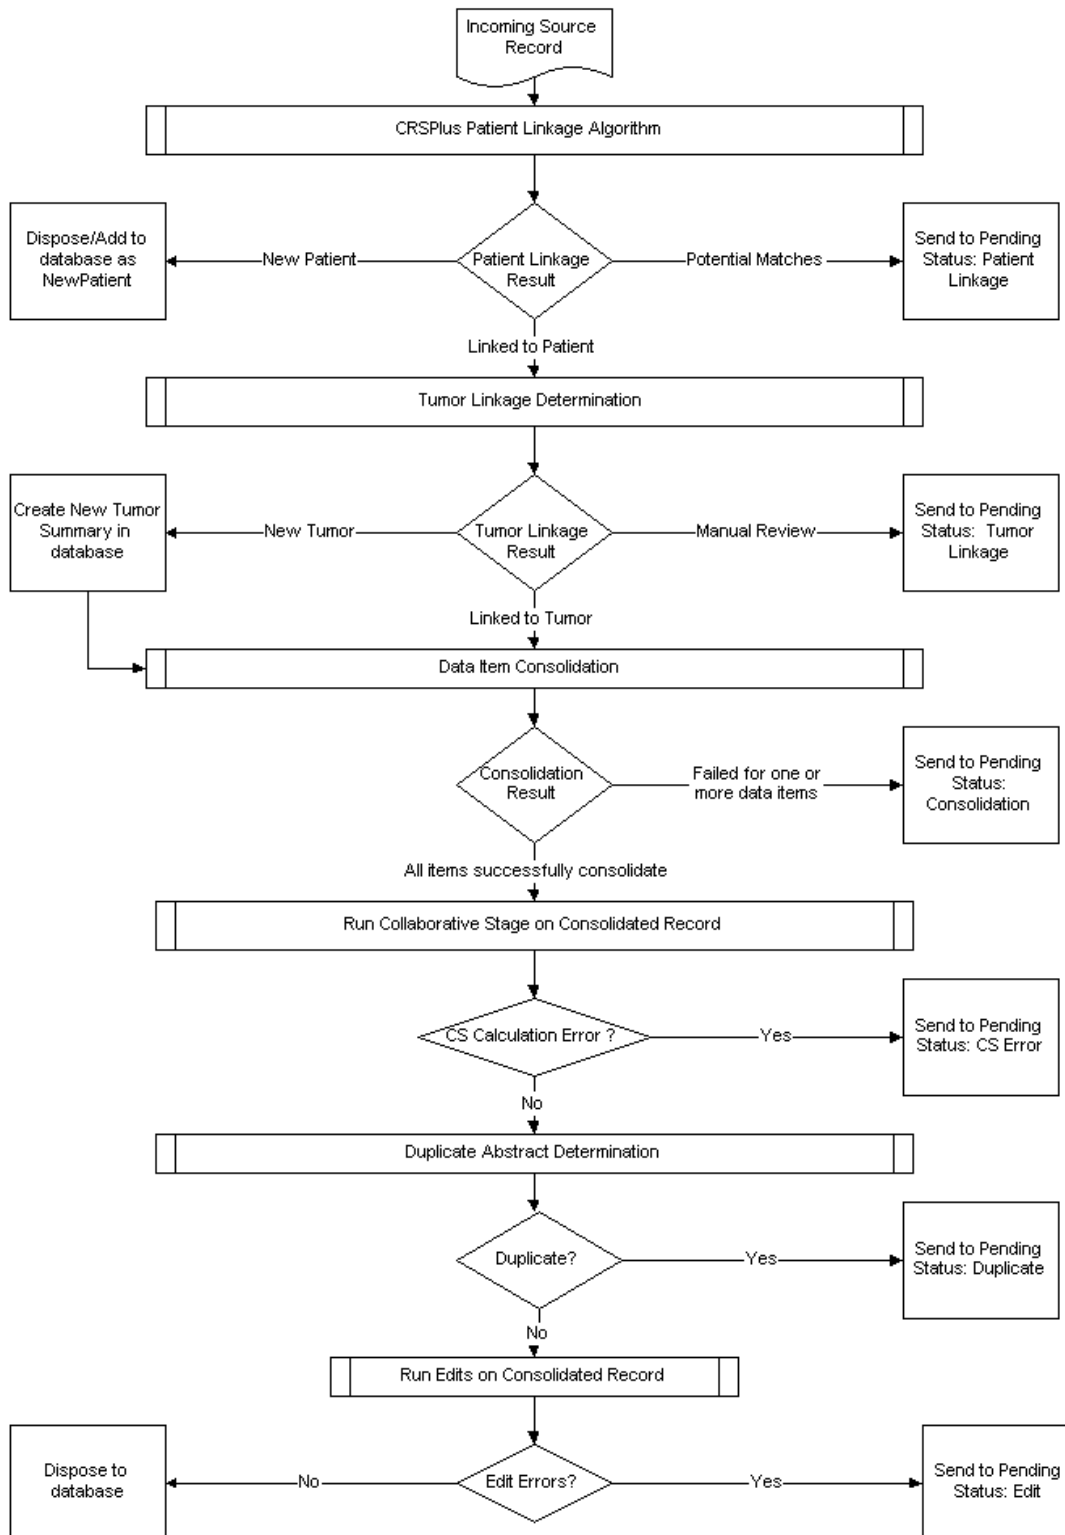 Incoming Source
Record
CRSPlus Patient Linkage Algorithm
Dispose/Add to
database as
NewPatient
New Patient
Patient Linkage
Result
Potential Matches
Send to Pending
Status: Patient
Linkage
Linked to Patient
Tumor Linkage Determination
Create New Tumor
Summary in
database
New Tumor
Tumor Linkage
Result
Manual Review
Send to Pending
Status: Tumor
Linkage
Linked to Tumor
Data Item Consolidation
Consolidation
Result
Failed for one or
more data items
Send to Pending
Status:
Consolidation
All items successfully consolidate
Run Collaborative Stage on Consolidated Record
CS Calculation Error ?
Yes
Send to Pending
Status: CS Error
No
Duplicate Abstract Determination
Duplicate?
Yes
Send to Pending
Status: Duplicate
No
Run Edits on Consolidated Record
Dispose to
database
No
Edit Errors?
Yes
Send to Pending
Status: Edit